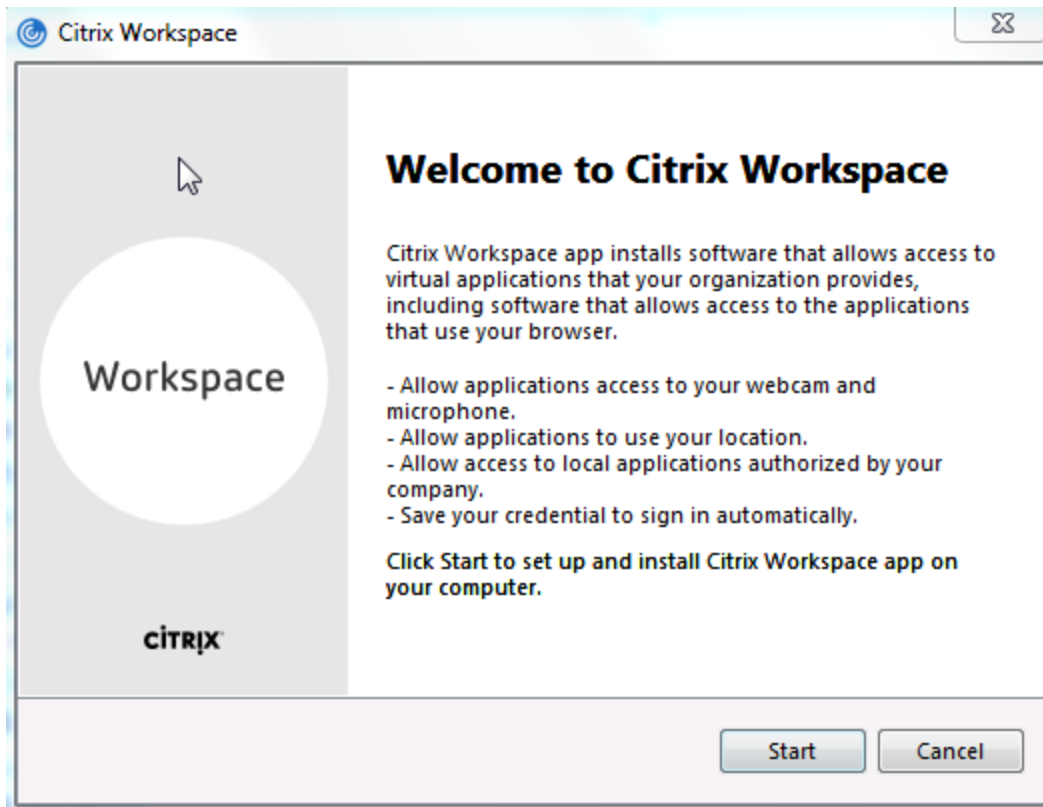 Citrix Workspace
Welcome to Citrix Workspace
Citrix Workspace app installs software that allows access to
virtual applications that your organization provides,
including software that allows access to the applications
that use your browser.
- Allow applications access to your webcam and
microphone.
- Allow applications to use your location.
- Allow access to local applications authorized by your
company.
- Save your credential to sign in automatically.
Click Start to set up and install Citrix Workspace app on
your computer.
Workspace
CİTRIX
Start
Cancel